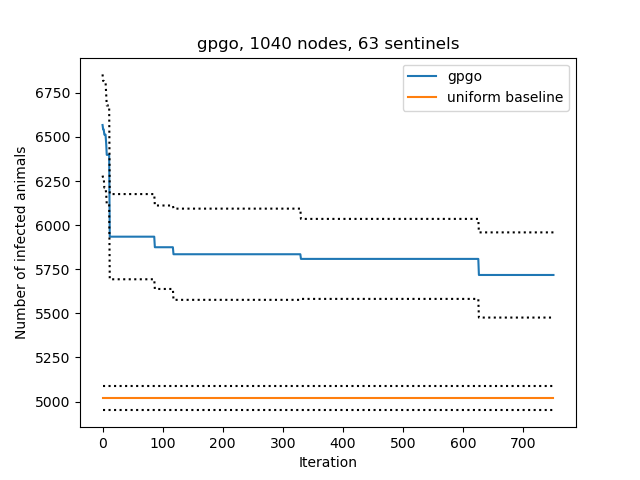 gpgo, 1040 nodes, 63 sentinels
gpgo
uniform baseline
Number of infected animals
6750
6500
6250
6000
5750
5500
5250
5000
0 100 200 300 400 500 600 700
Iteration